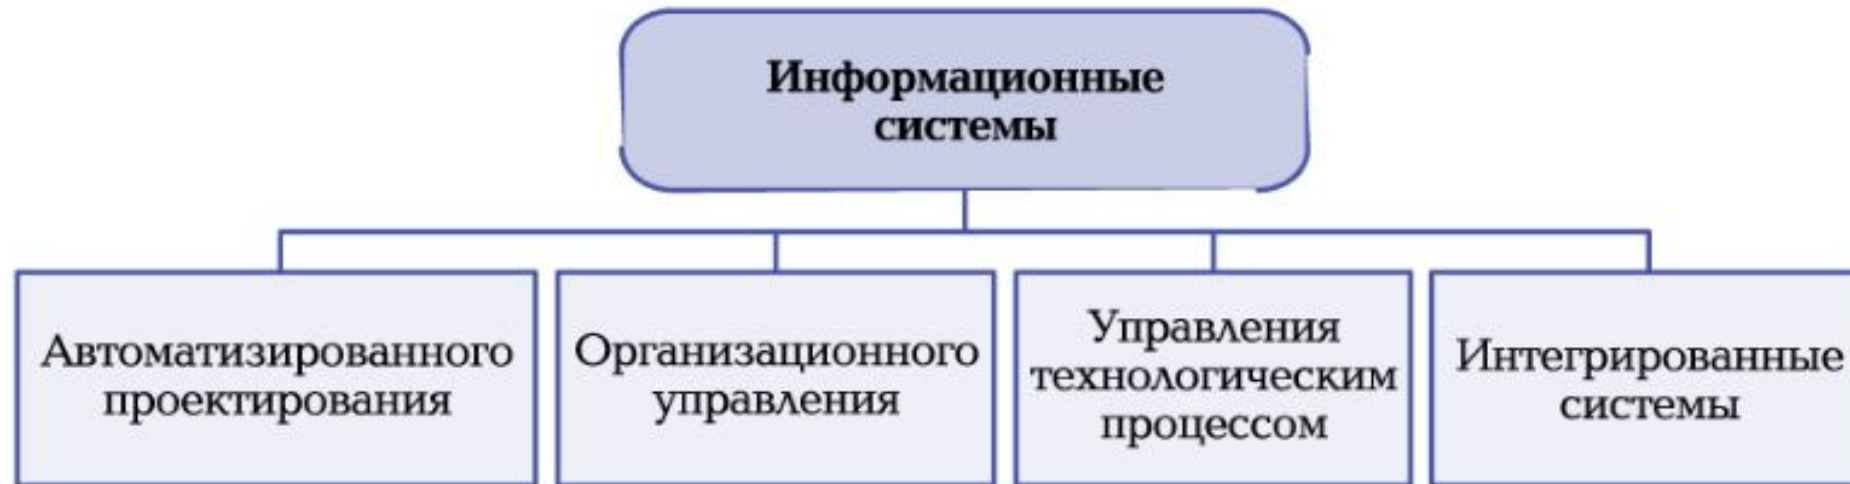 Информационные
системы
Автоматизированного
проектирования
Организационного
управления
Управления
технологическим
процессом
Интегрированные
системы